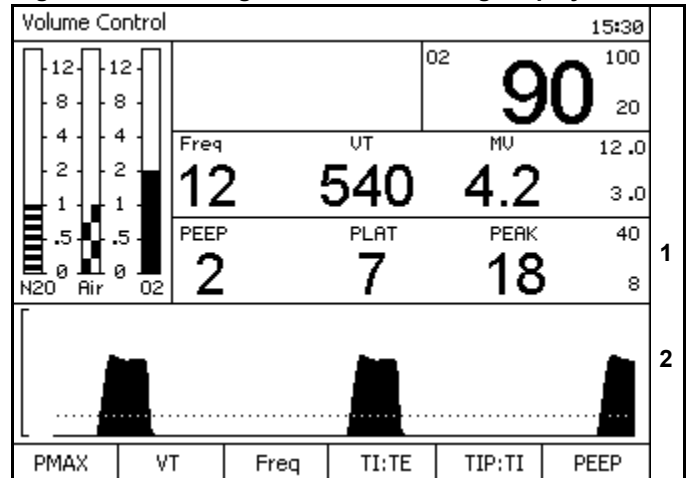 Volume Control 15:30
12 12
8 8
4 4
2 2
1 1
.5 .5
0 0
N2O Air O2
O2 90 100
20
Freq VT MV 12.0
12 540 4.2 3.0
PEEP PLAT PEAK 40
2 7 18 8
1
2
PMAX VT Freq TI:TE TIP:TI PEEP